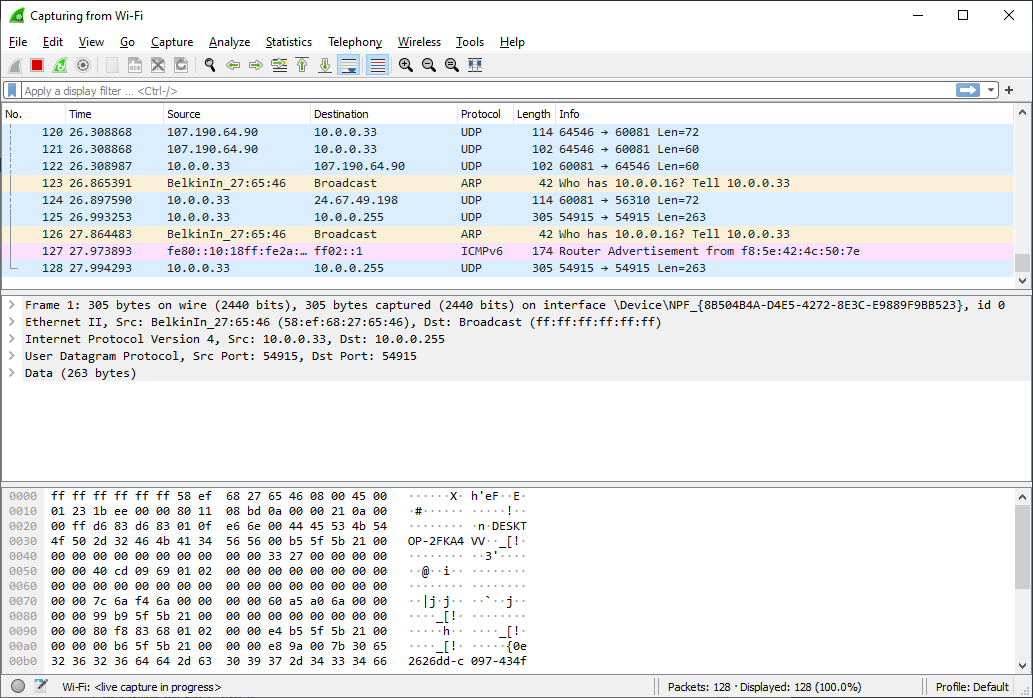 Capturing from Wi-Fi
File Edit View Go Capture Analyze Statistics Telephony Wireless Tools Help
Apply a display filter ... <Ctrl-/>
No. Time Source Destination Protocol Length Info
120 26.308868 107.190.64.90 10.0.0.33 UDP 114 64546 → 60081 Len=72
121 26.308868 107.190.64.90 10.0.0.33 UDP 102 64546 → 60081 Len=60
122 26.308987 10.0.0.33 107.190.64.90 UDP 102 60081 → 64546 Len=60
123 26.865391 BelkinIn_27:65:46 Broadcast ARP 42 Who has 10.0.0.16? Tell 10.0.0.33
124 26.897590 10.0.0.33 24.67.49.198 UDP 114 60081 → 56310 Len=72
125 26.993253 10.0.0.33 10.0.0.255 UDP 305 54915 → 54915 Len=263
126 27.864483 BelkinIn_27:65:46 Broadcast ARP 42 Who has 10.0.0.16? Tell 10.0.0.33
127 27.973893 fe80::10:18ff:fe2a:… ff02::1 ICMPv6 174 Router Advertisement from f8:5e:42:4c:50:7e
128 27.994293 10.0.0.33 10.0.0.255 UDP 305 54915 → 54915 Len=263
Frame 1: 305 bytes on wire (2440 bits), 305 bytes captured (2440 bits) on interface \Device\NPF_{8B504B4A-D4E5-4272-8E3C-E9889F9BB523}, id 0
Ethernet II, Src: BelkinIn_27:65:46 (58:ef:68:27:65:46), Dst: Broadcast (ff:ff:ff:ff:ff:ff)
Internet Protocol Version 4, Src: 10.0.0.33, Dst: 10.0.0.255
User Datagram Protocol, Src Port: 54915, Dst Port: 54915
Data (263 bytes)
0000 ff ff ff ff ff ff 58 ef 68 27 65 46 08 00 45 00 ······X· h'eF··E·
0010 01 23 1b ee 00 00 80 11 08 bd 0a 00 00 21 0a 00 ·#······ ·····!··
0020 00 ff d6 83 d6 83 01 0f e6 6e 00 44 45 53 4b 54 ········ ·n·DESKT
0030 4f 50 2d 32 46 4b 41 34 56 56 00 b5 5f 5b 21 00 OP-2FKA4 VV··_[!·
0040 00 00 00 00 00 00 00 00 00 00 33 27 00 00 00 00 ········ ··3'····
0050 00 00 40 cd 09 69 01 02 00 00 00 00 00 00 00 00 ··@··i·· ········
0060 00 00 00 00 00 00 00 00 00 00 00 00 00 00 00 00 ········ ········
0070 00 00 7c 6a f4 6a 00 00 00 00 60 a5 a0 6a 00 00 ··|j·j·· ··`··j··
0080 00 00 99 b9 5f 5b 21 00 00 00 00 00 00 00 00 00 ····_[!· ········
0090 00 00 80 f8 83 68 01 02 00 00 e4 b5 5f 5b 21 00 ·····h·· ····_[!·
00a0 00 00 00 b6 5f 5b 21 00 00 00 e8 9a 00 7b 30 65 ····_[!· ·····{0e
00b0 32 36 32 36 64 64 2d 63 30 39 37 2d 34 33 34 66 2626dd-c 097-434f
Wi-Fi: <live capture in progress> Packets: 128 · Displayed: 128 (100.0%) Profile: Default